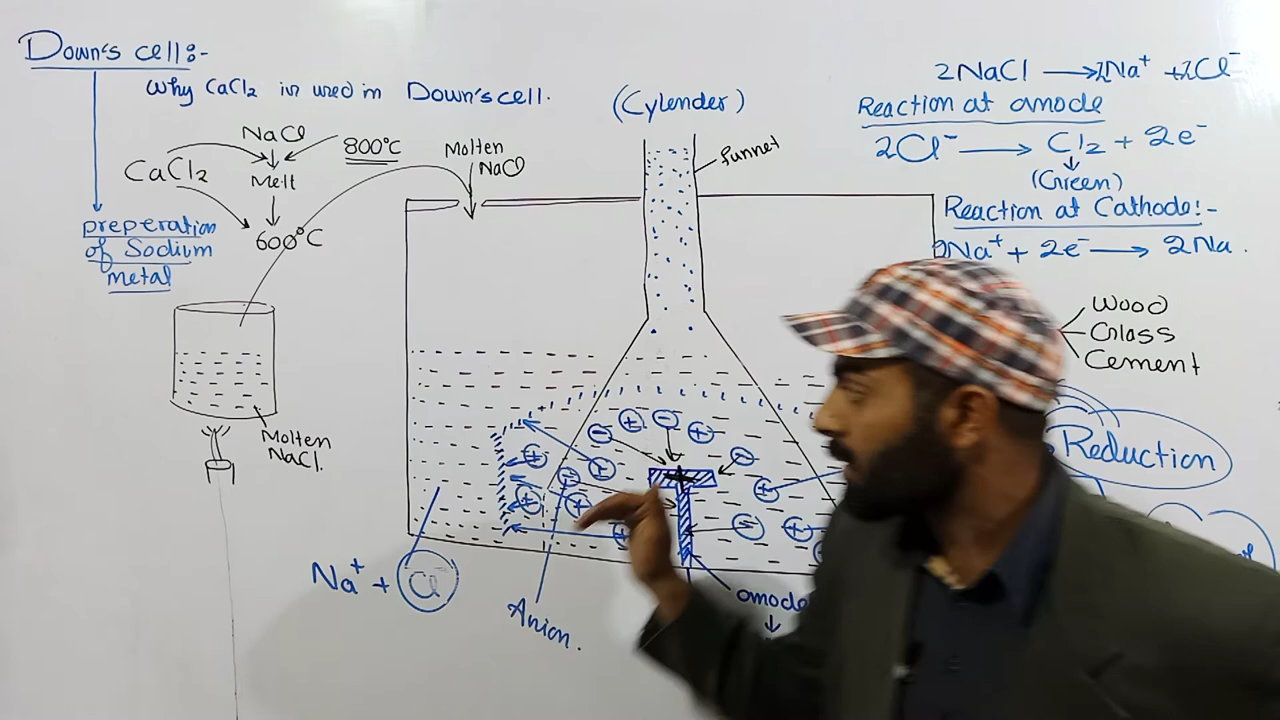 Down's cell:-
Why CaCl2 in used in Down's cell.
NaCl
800°C
CaCl2
Melt
600°C
preperation
of Sodium
metal
Molten
NaCl
Molten
NaCl.
(Cylender)
funnet
2NaCl → 2Na+ + 2Cl-
Reaction at anode
2Cl- → Cl2 + 2e-
(Green)
Reaction at Cathode:-
2Na+ + 2e- → 2Na.
Wood
Glass
Cement
Reduction
Na+ + Cl-
Anion.
anode